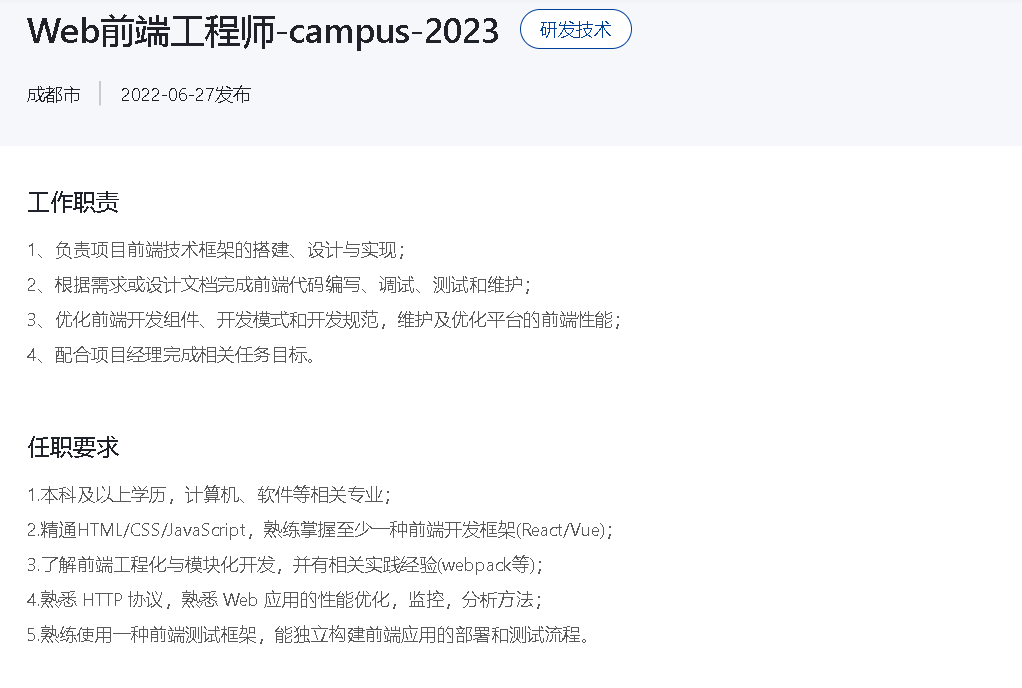 Web前端工程师-campus-2023
研发技术
成都市
2022-06-27发布
工作职责
1、负责项目前端技术框架的搭建、设计与实现；
2、根据需求或设计文档完成前端代码编写、调试、测试和维护；
3、优化前端开发组件、开发模式和开发规范，维护及优化平台的前端性能；
4、配合项目经理完成相关任务目标。
任职要求
1.本科及以上学历，计算机、软件等相关专业；
2.精通HTML/CSS/JavaScript，熟练掌握至少一种前端开发框架(React/Vue)；
3.了解前端工程化与模块化开发，并有相关实践经验(webpack等)；
4.熟悉 HTTP 协议，熟悉 Web 应用的性能优化，监控，分析方法；
5.熟练使用一种前端测试框架，能独立构建前端应用的部署和测试流程。